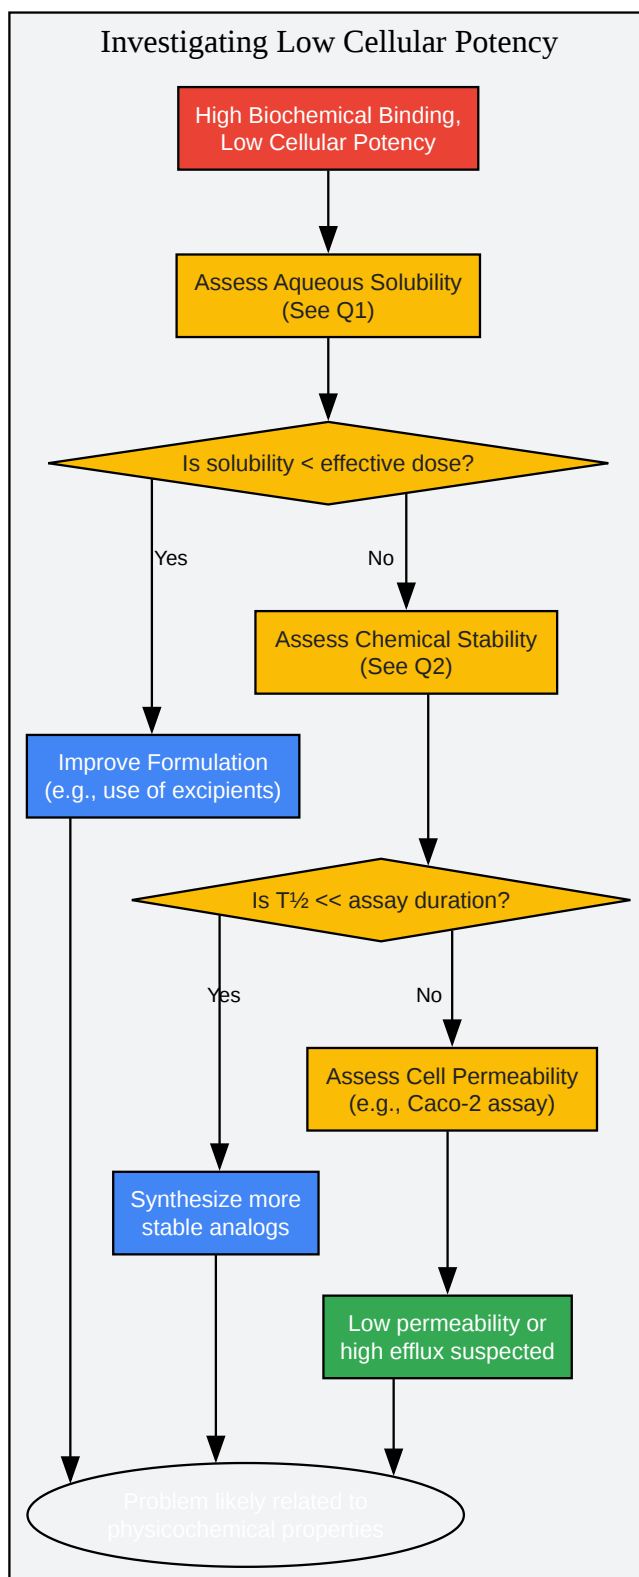 Investigating Low Cellular Potency
High Biochemical Binding,
Low Cellular Potency
Assess Aqueous Solubility
(See Q1)
Is solubility < effective dose?
Yes
No
Assess Chemical Stability
(See Q2)
Improve Formulation
(e.g., use of excipients)
Is T½ << assay duration?
Yes
No
Assess Cell Permeability
(e.g., Caco-2 assay)
Synthesize more
stable analogs
Low permeability or
high efflux suspected
Problem likely related to
physicochemical properties